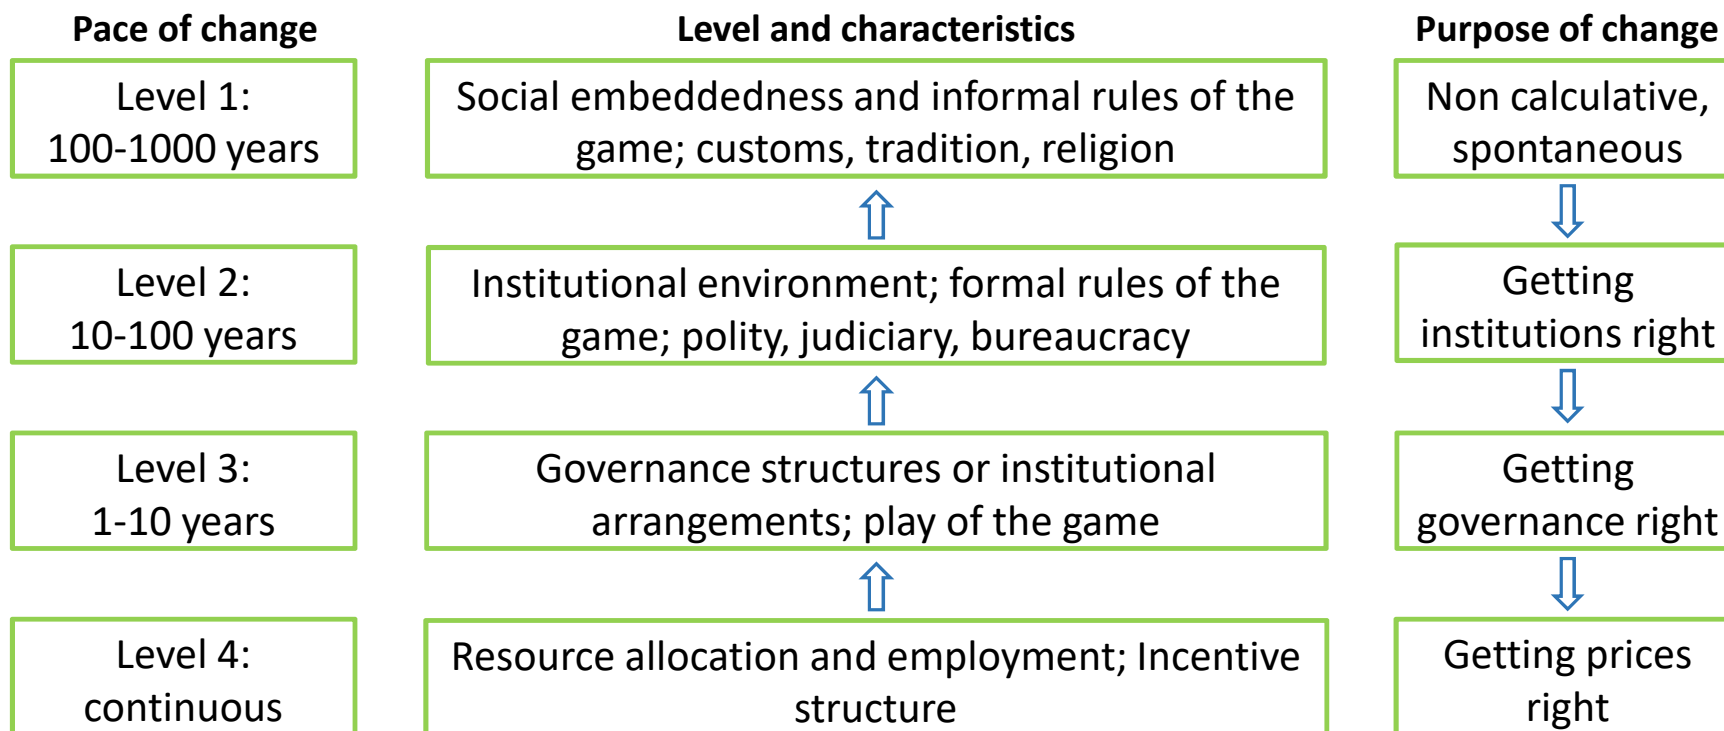 Pace of change
Level and characteristics
Purpose of change
Level 1:
100-1000 years
Social embeddedness and informal rules of the
game; customs, tradition, religion
Non calculative,
spontaneous
Level 2:
10-100 years
Institutional environment; formal rules of the
game; polity, judiciary, bureaucracy
Getting
institutions right
Level 3:
1-10 years
Governance structures or institutional
arrangements; play of the game
Getting
governance right
Level 4:
continuous
Resource allocation and employment; Incentive
structure
Getting prices
right